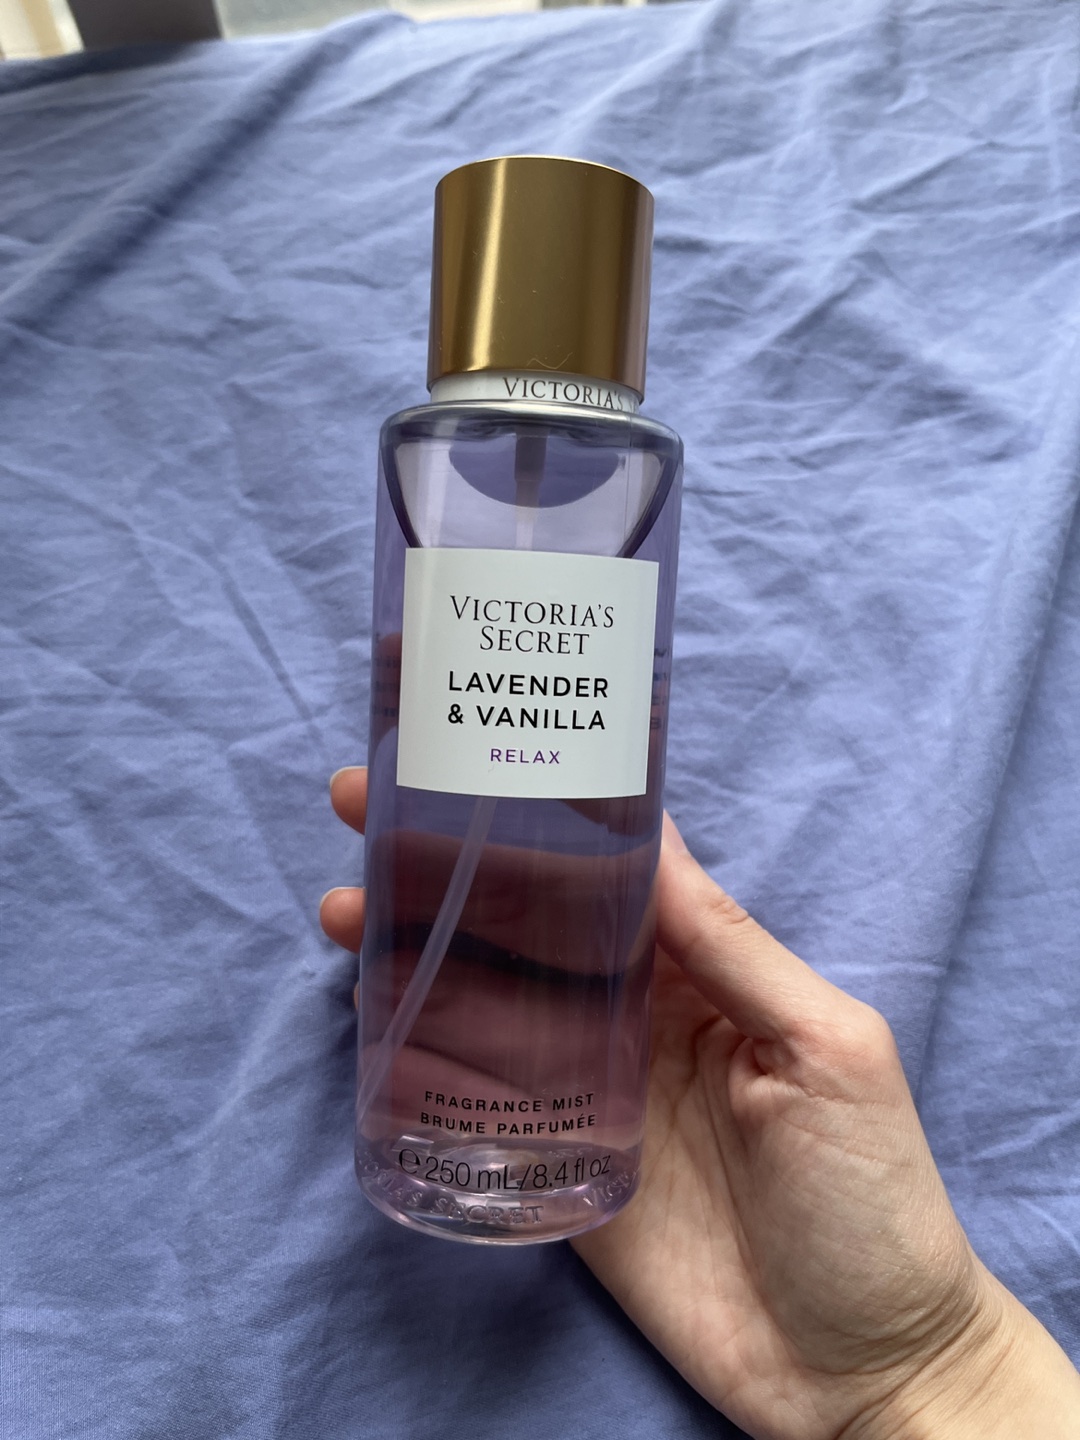 VICTORIA'S
VICTORIA'S
SECRET
LAVENDER
& VANILLA
RELAX
FRAGRANCE MIST
BRUME PARFUMÉE
℮ 250 mL/8.4 fl oz
SECRET